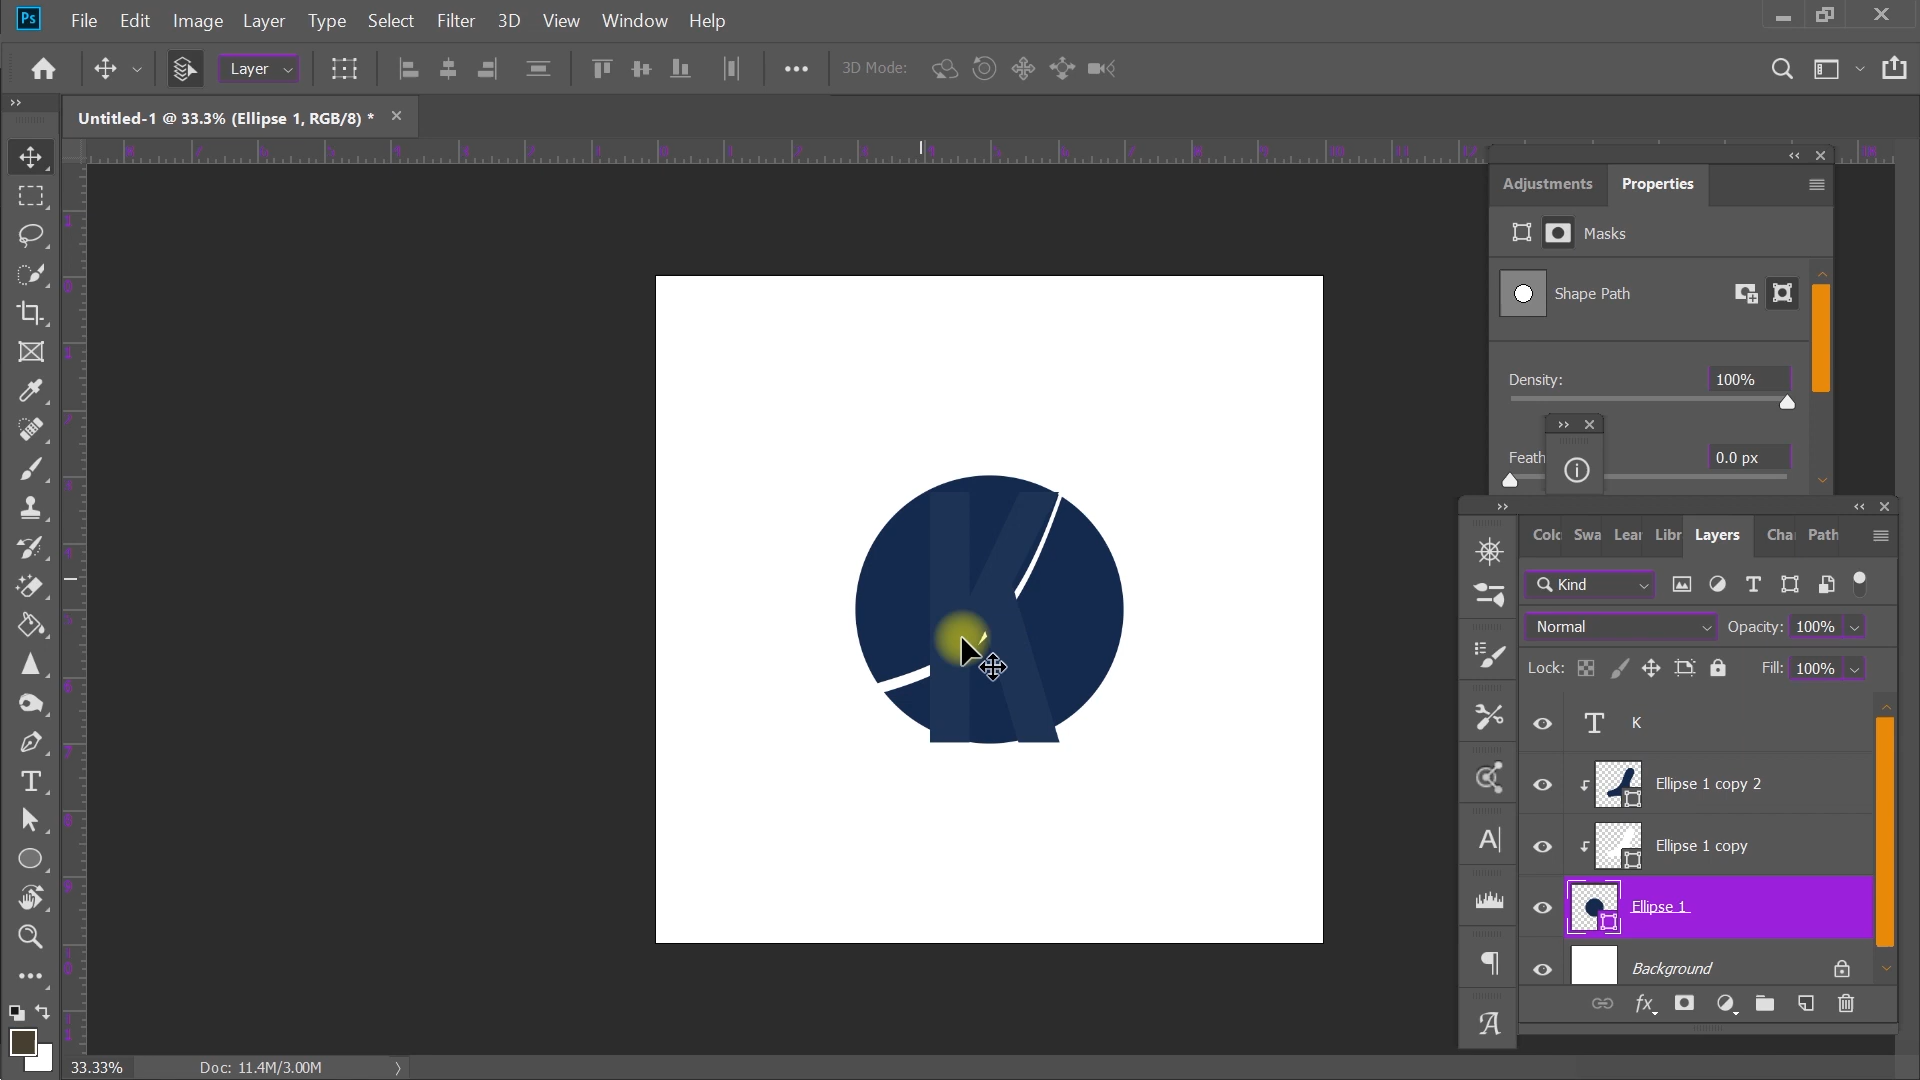 Ps File Edit Image Layer Type Select Filter 3D View Window Help
Layer 3D Mode:
Untitled-1 @ 33.3% (Ellipse 1, RGB/8) *
Adjustments Properties
Masks
Shape Path
Density: 100%
Feath 0.0 px
K
Colc Swa Lear Libr Layers Cha Path
Kind
Normal Opacity: 100%
Lock: Fill: 100%
K
Ellipse 1 copy 2
Ellipse 1 copy
Ellipse 1
Background
33.33% Doc: 11.4M/3.00M